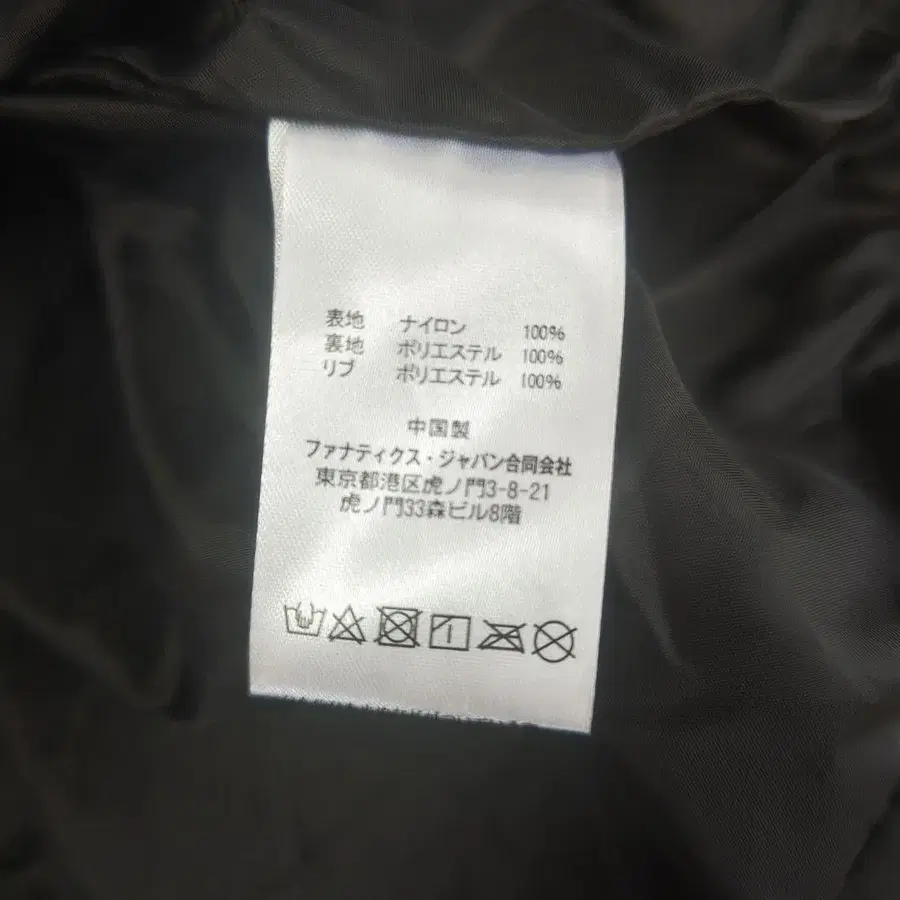 表地 ナイロン 100%
裏地 ポリエステル 100%
リブ ポリエステル 100%
中国製
ファナティクス・ジャパン合同会社
東京都港区虎ノ門3-8-21
虎ノ門33森ビル8階